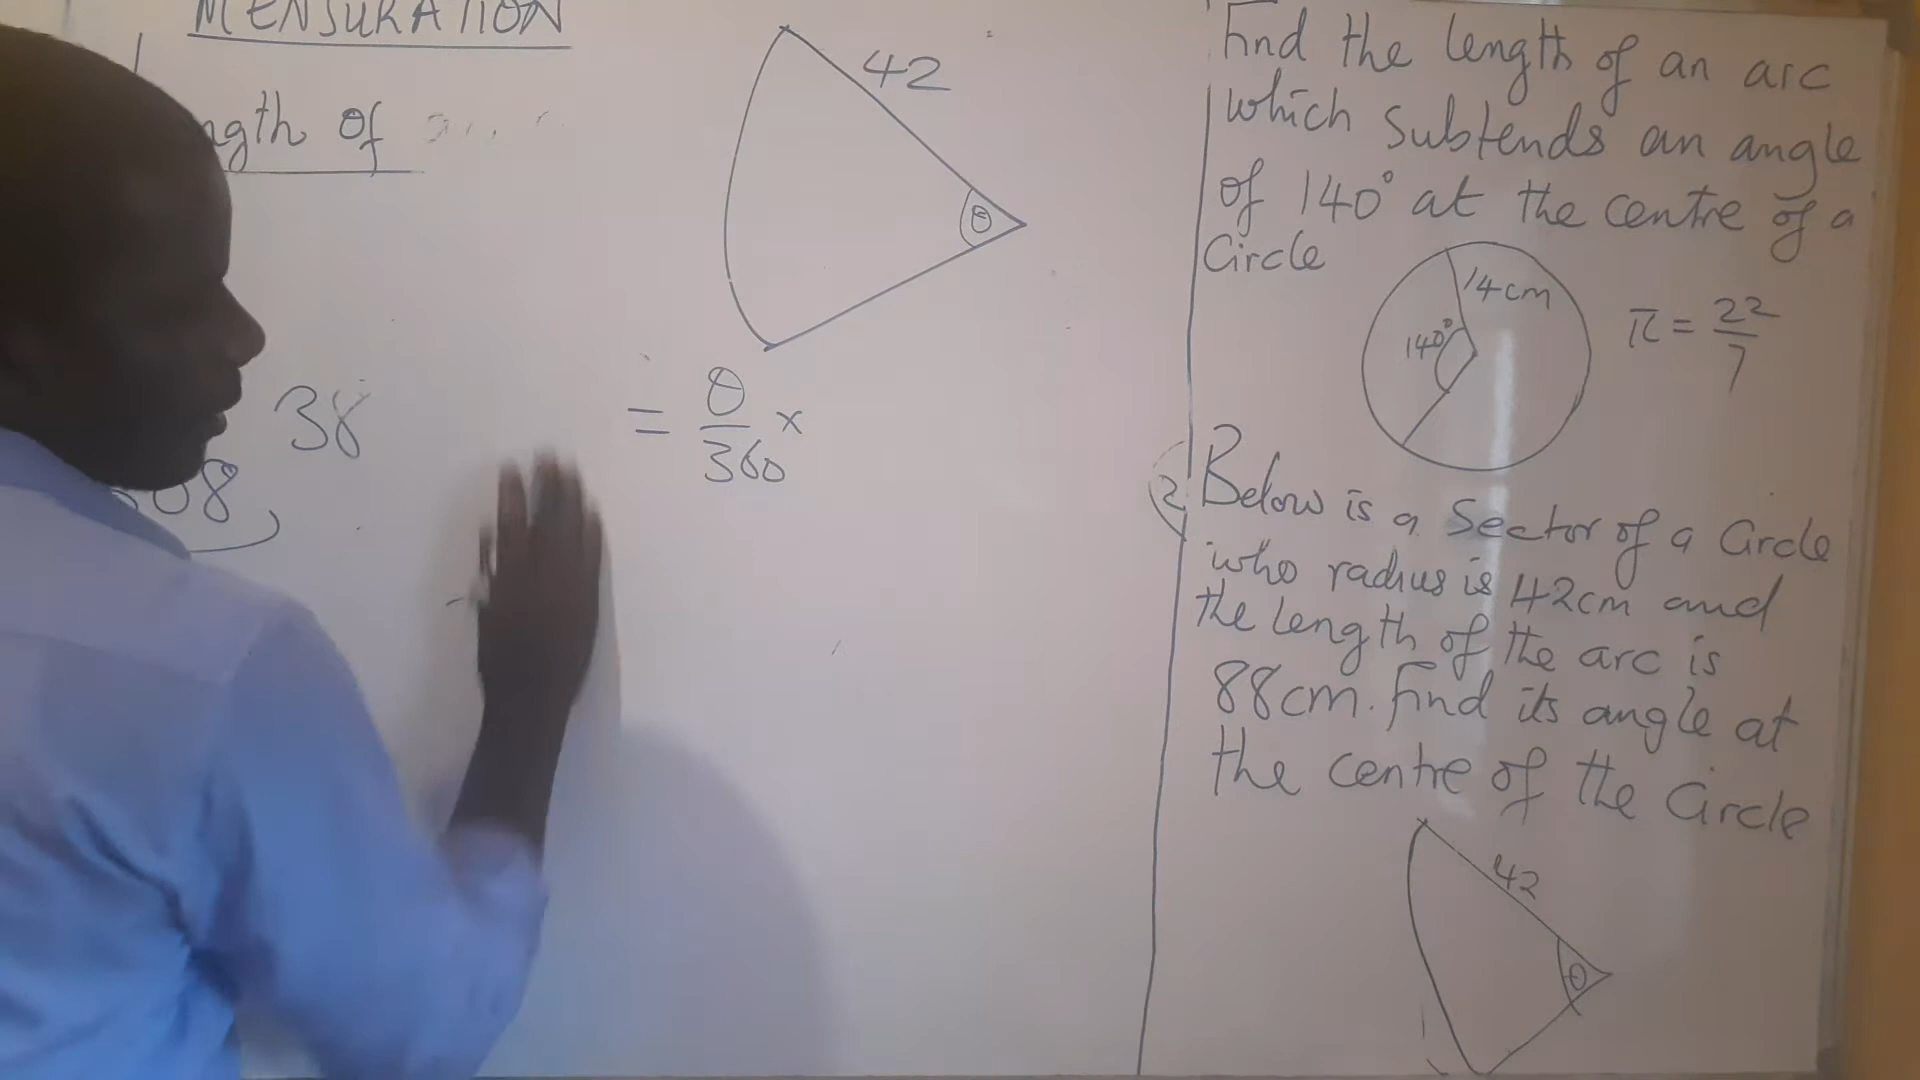 MENSURATION
ngth of
42
θ
38
= θ/360 ×
08
Find the length of an arc
which subtends an angle
of 140° at the centre of a
Circle
14cm
140°
π = 22/7
2 Below is a sector of a Circle
who radius is 42cm and
the length of the arc is
88cm. Find its angle at
the centre of the Circle
42
θ